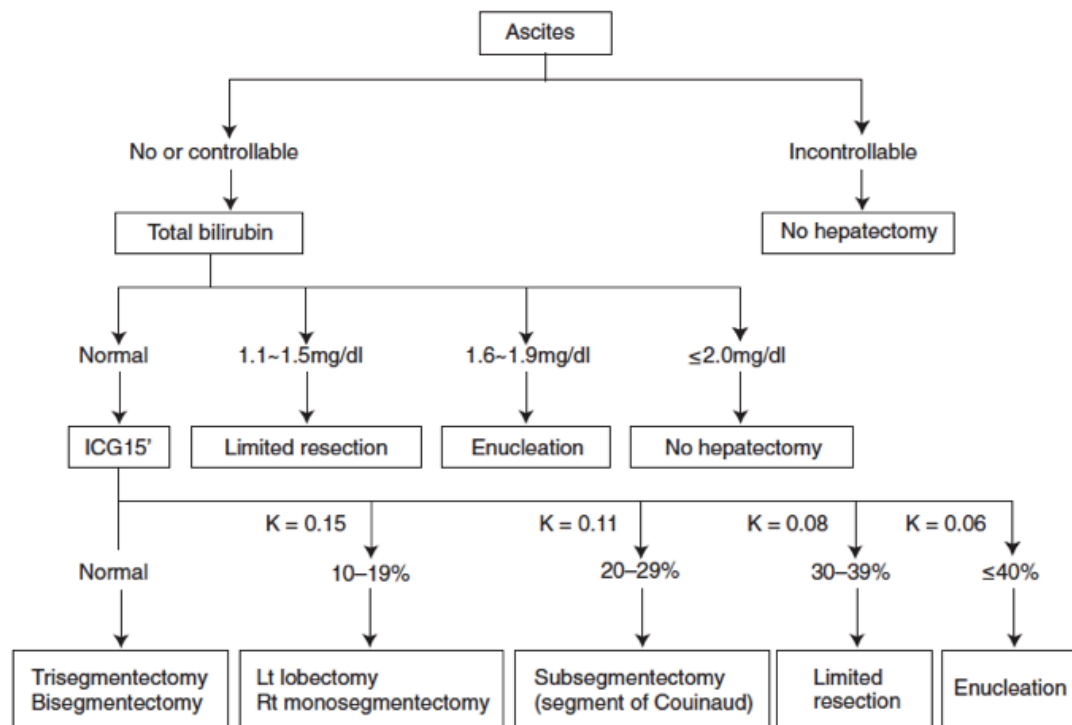 Ascites
No or controllable
Incontrollable
Total bilirubin
No hepatectomy
Normal
1.1~1.5mg/dl
1.6~1.9mg/dl
≤2.0mg/dl
ICG15'
Limited resection
Enucleation
No hepatectomy
K = 0.15
K = 0.11
K = 0.08
K = 0.06
Normal
10–19%
20–29%
30–39%
≤40%
Trisegmentectomy
Bisegmentectomy
Lt lobectomy
Rt monosegmentectomy
Subsegmentectomy
(segment of Couinaud)
Limited
resection
Enucleation